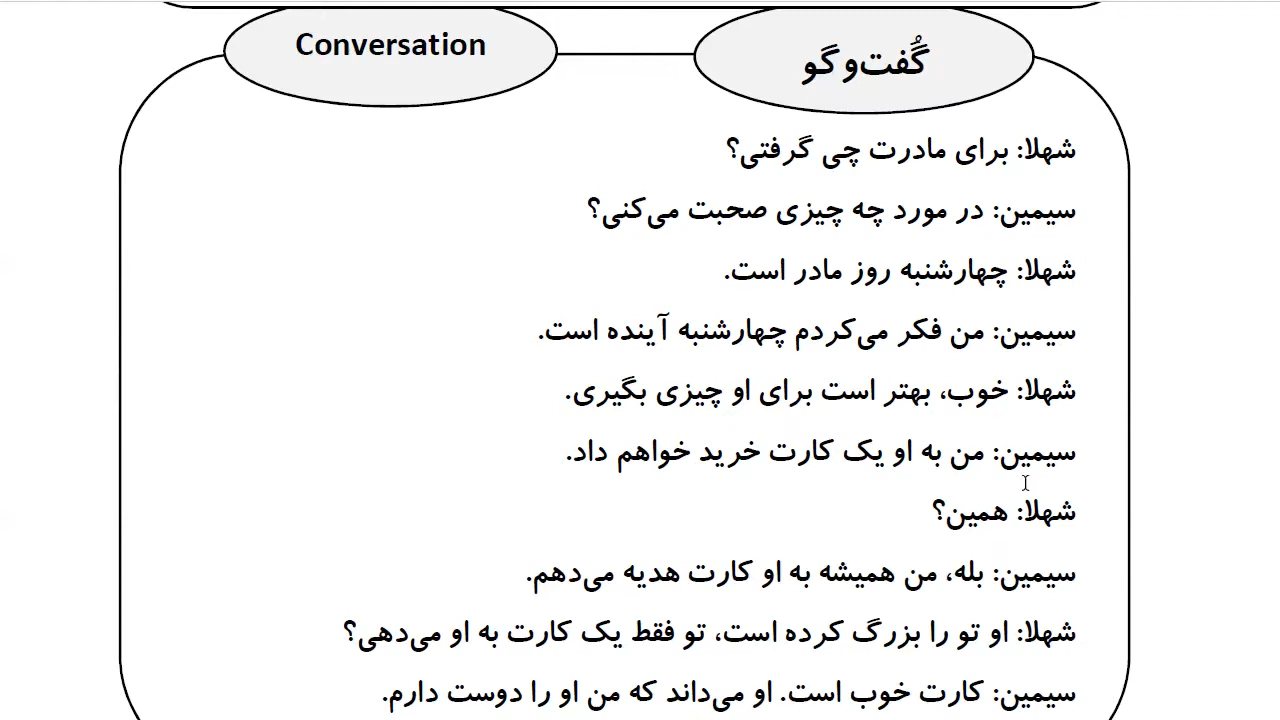 Conversation
گُفت‌وگو
شهلا: برای مادرت چی گرفتی؟
سیمین: در مورد چه چیزی صحبت می‌کنی؟
شهلا: چهارشنبه روز مادر است.
سیمین: من فکر می‌کردم چهارشنبه آینده است.
شهلا: خوب، بهتر است برای او چیزی بگیری.
سیمین: من به او یک کارت خرید خواهم داد.
شهلا: همین؟
سیمین: بله، من همیشه به او کارت هدیه می‌دهم.
شهلا: او تو را بزرگ کرده است، تو فقط یک کارت به او می‌دهی؟
سیمین: کارت خوب است. او می‌داند که من او را دوست دارم.